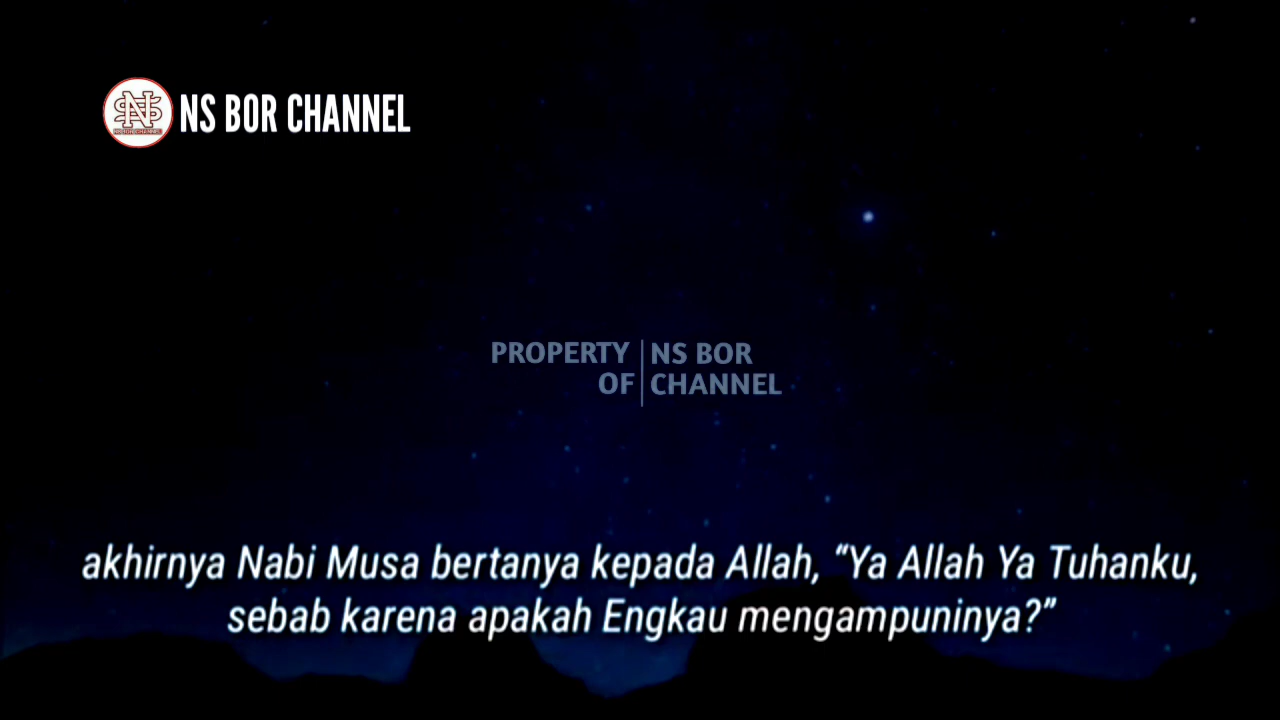 NS BOR CHANNEL
PROPERTY OF
NS BOR CHANNEL
akhirnya Nabi Musa bertanya kepada Allah, “Ya Allah Ya Tuhanku,
sebab karena apakah Engkau mengampuninya?”